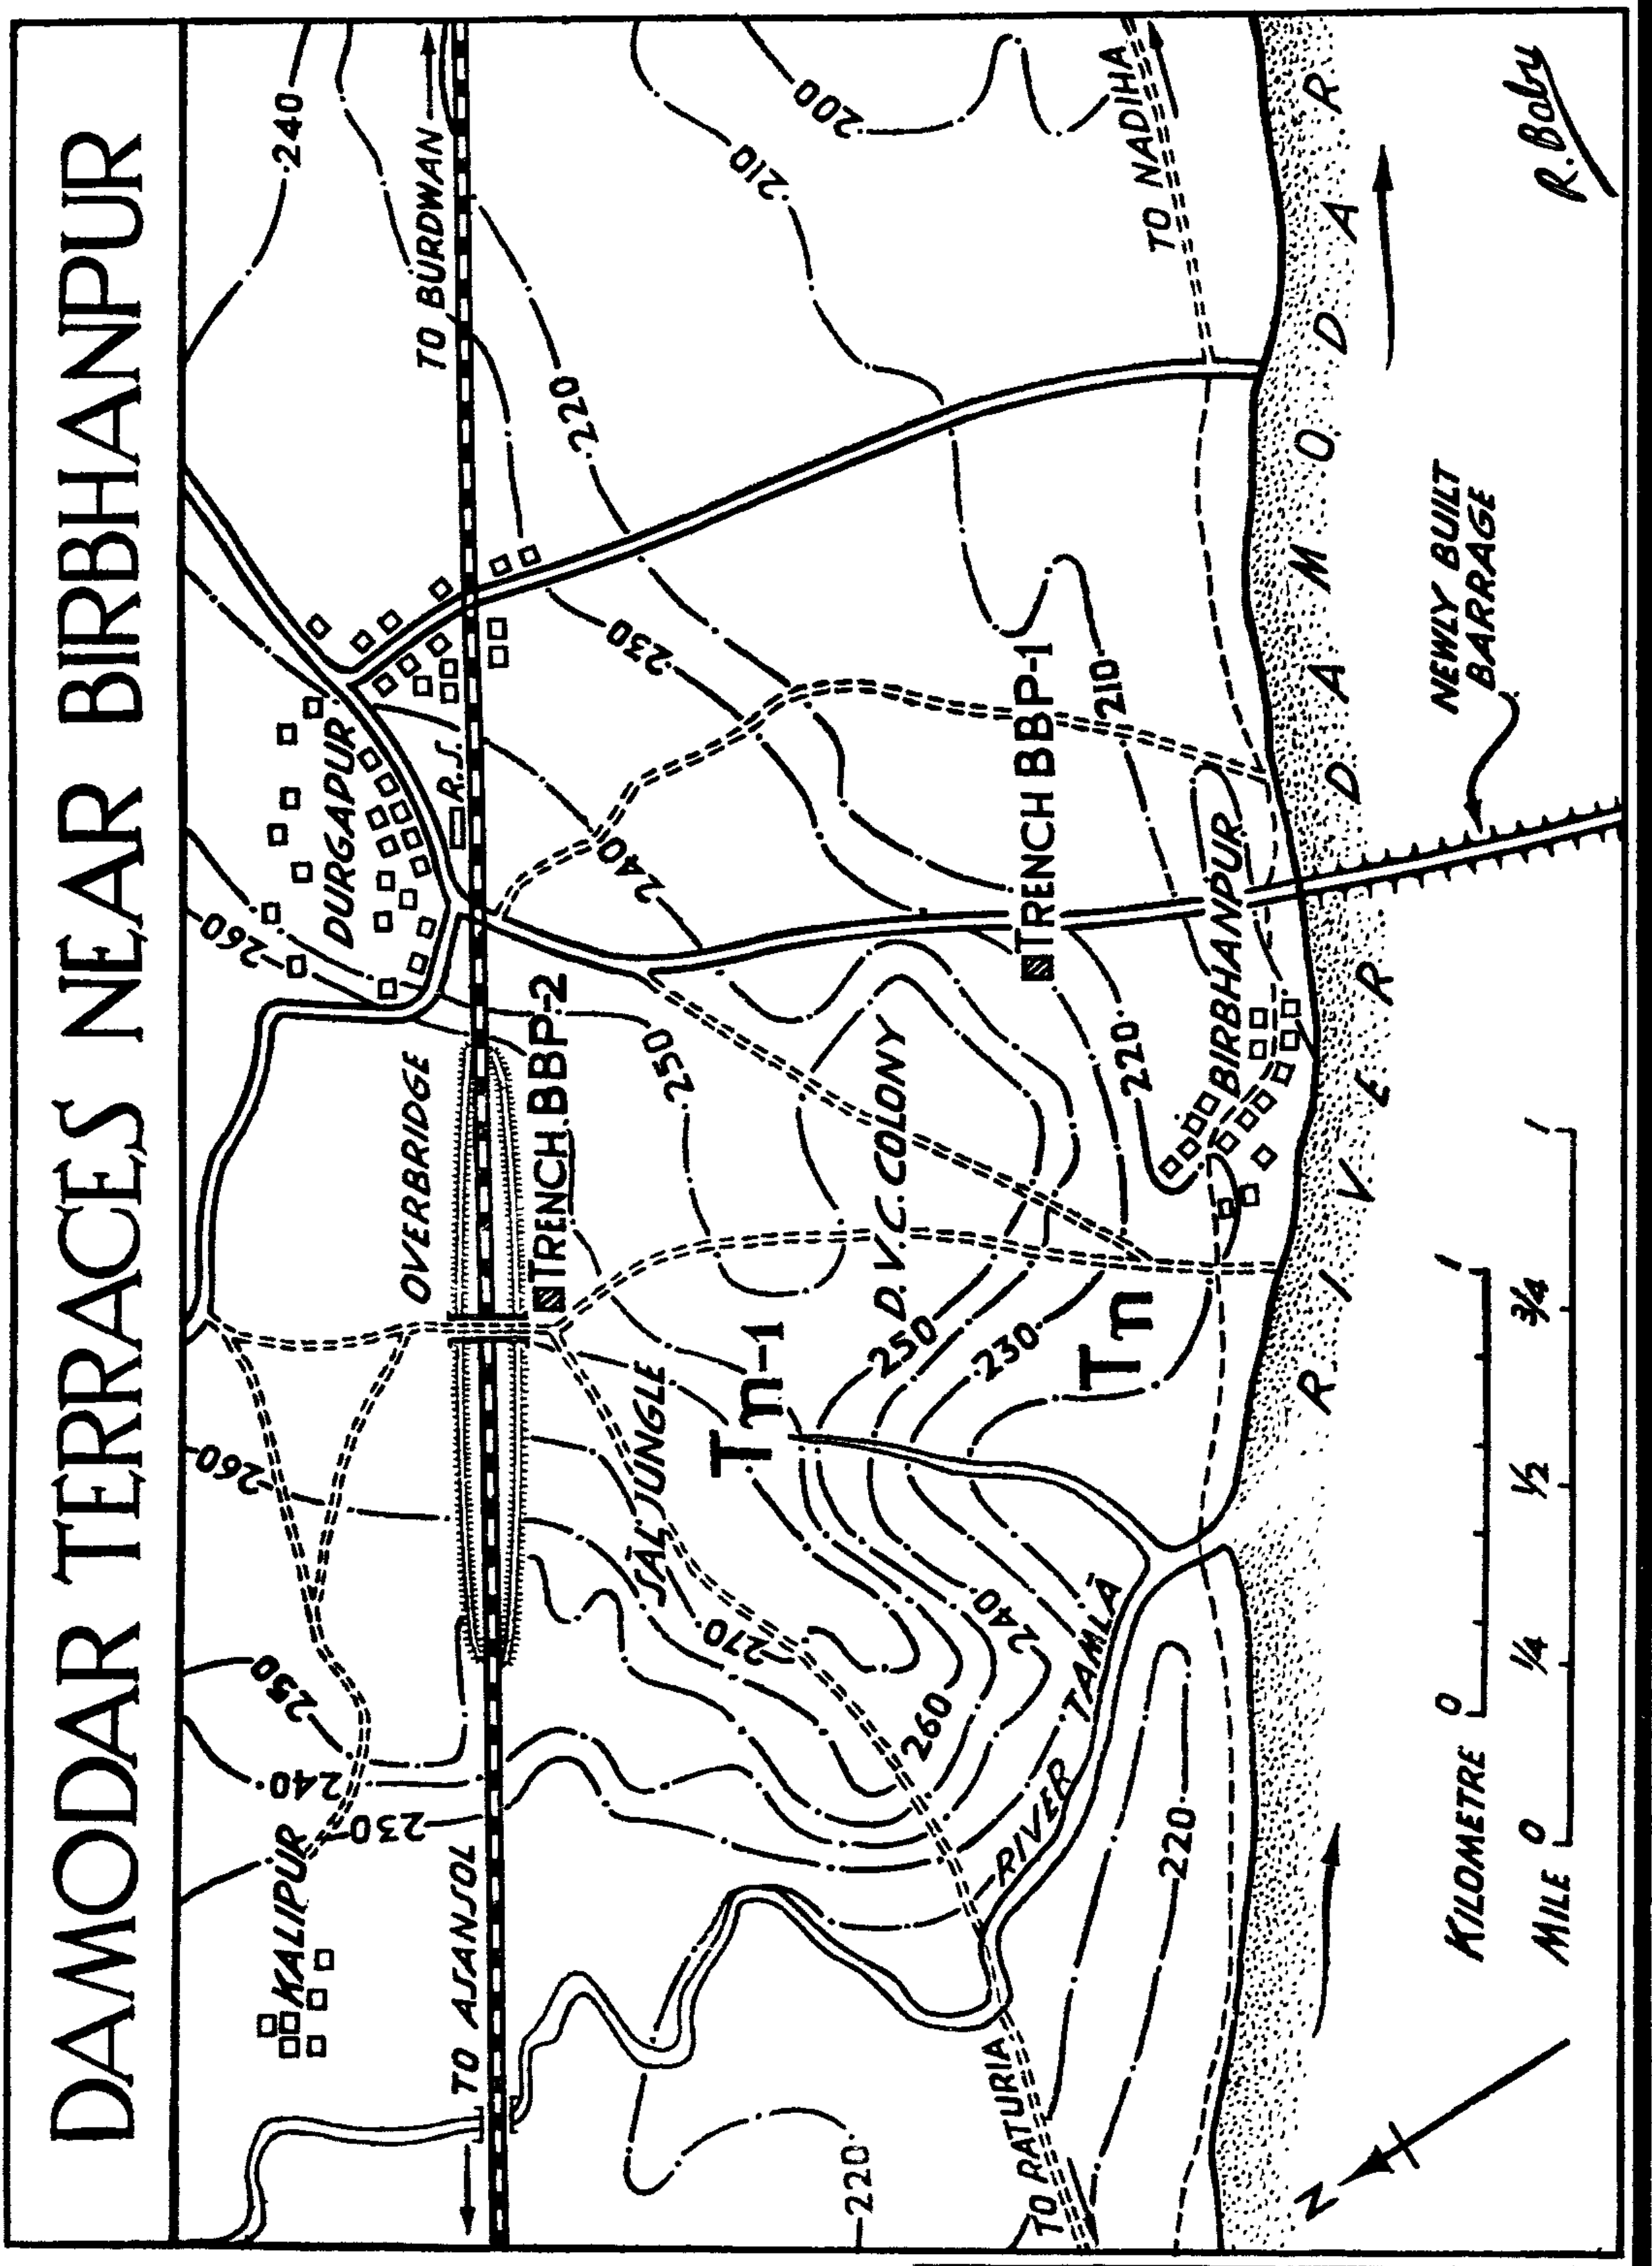 DAMODAR TERRACES NEAR BIRBHANPUR
260
260
240
250
240
230
KALIPUR
DURGAPUR
OVERBRIDGE
R.S.
TO ASANSOL
TO BURDWAN
TRENCH BBP-2
220
230
SĀL JUNGLE
240
250
270
Tn-1
210
200
220
D.V.C. COLONY
250
260
240
230
TRENCH BBP-1
RIVER TAMLĀ
Tn
220
210
TO RATURIA
TO NADIHA
220
BIRBHANPUR
RIVER DAMODAR
N
KILOMETRE 0 1
MILE 0 1/4 1/2 3/4 1
NEWLY BUILT
BARRAGE
R. Babu